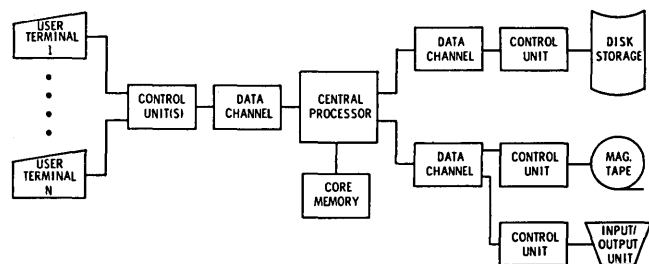 USER
TERMINAL
1
USER
TERMINAL
N
CONTROL
UNIT(S)
DATA
CHANNEL
CENTRAL
PROCESSOR
CORE
MEMORY
DATA
CHANNEL
CONTROL
UNIT
DISK
STORAGE
DATA
CHANNEL
CONTROL
UNIT
MAG.
TAPE
CONTROL
UNIT
INPUT/
OUTPUT
UNIT